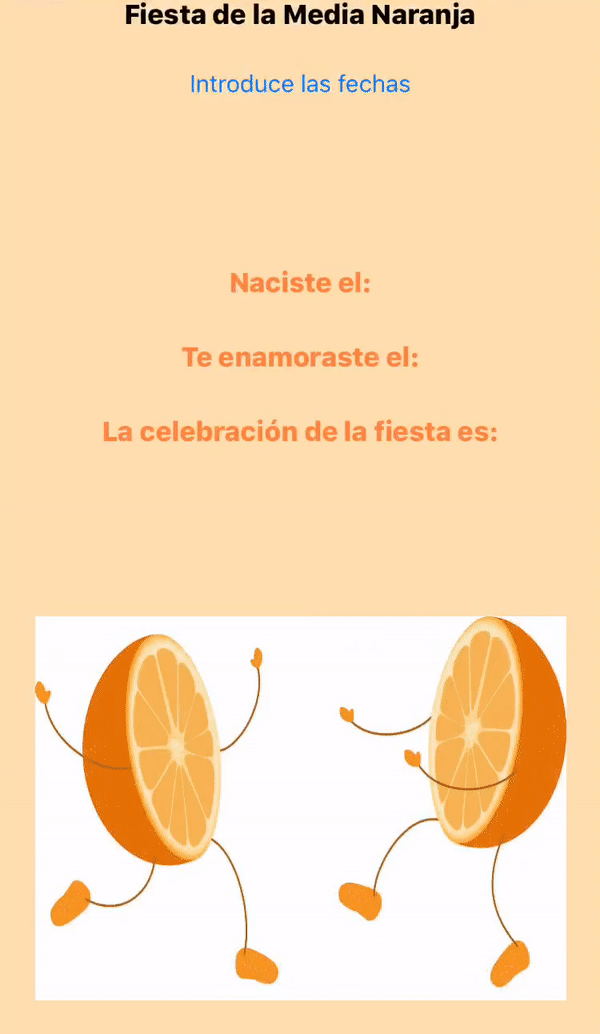 Fiesta de la Media Naranja
Introduce las fechas
Naciste el:
Te enamoraste el:
La celebración de la fiesta es: